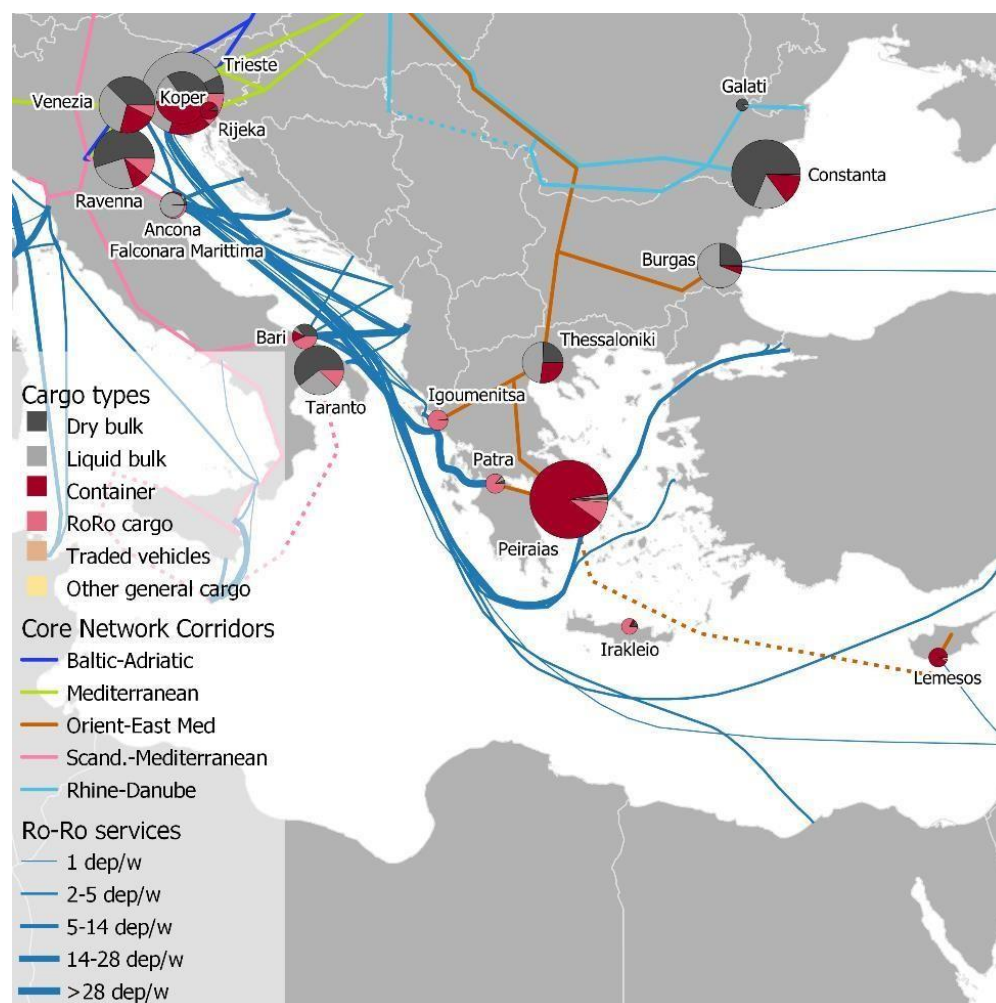 Trieste
Venezia
Koper
Rijeka
Galati
Constanta
Ravenna
Ancona
Falconara Marittima
Burgas
Bari
Thessaloniki
Taranto
Igoumenitsa
Patra
Peiraias
Irakleio
Lemesos
Cargo types
Dry bulk
Liquid bulk
Container
RoRo cargo
Traded vehicles
Other general cargo
Core Network Corridors
Baltic-Adriatic
Mediterranean
Orient-East Med
Scand.-Mediterranean
Rhine-Danube
Ro-Ro services
1 dep/w
2-5 dep/w
5-14 dep/w
14-28 dep/w
>28 dep/w